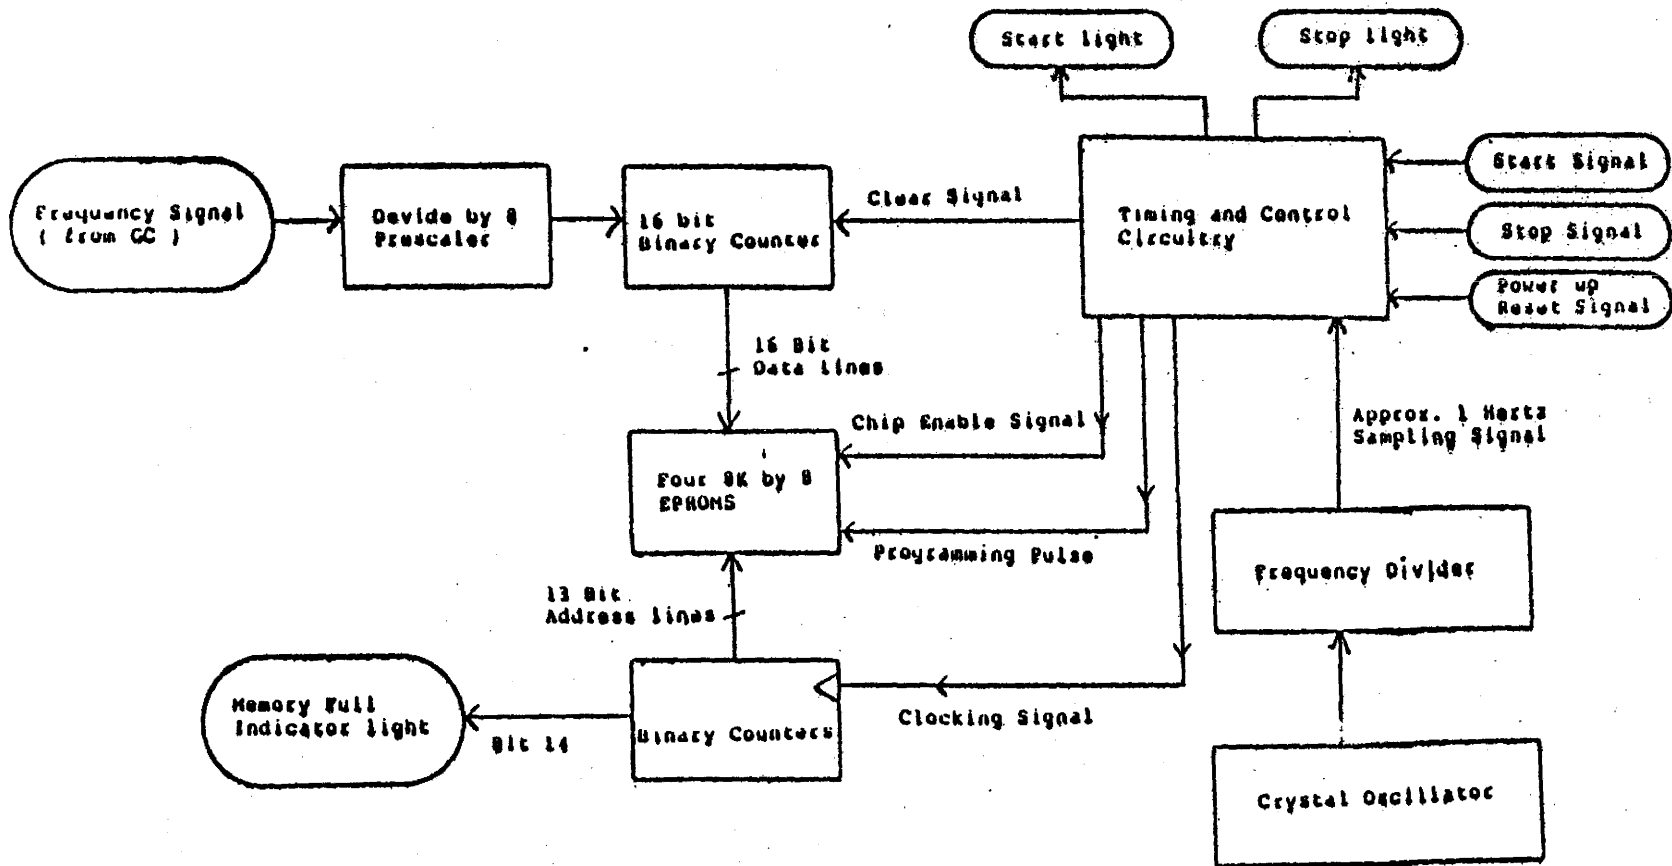 Start light
Stop light
Frequency Signal
( from GC )
Devide by 8
Prescaler
16 bit
Binary Counter
Clear Signal
Timing and Control
Circuitry
Start Signal
Stop Signal
Power up
Reset Signal
16 Bit
Data lines
Chip Enable Signal
Approx. 1 Hertz
Sampling Signal
Four 8K by 8
EPROMS
Programming Pulse
Frequency Divider
13 Bit
Address lines
Memory Full
Indicator light
Bit 14
Binary Counters
Clocking Signal
Crystal Oscillator